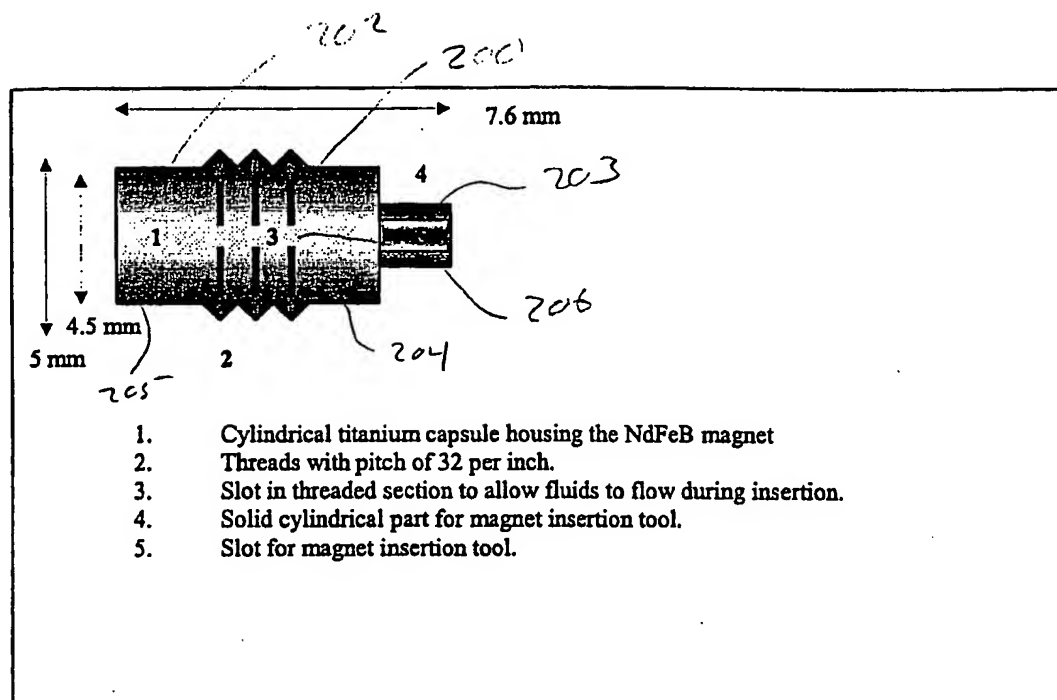 202
200
7.6 mm
4
203
1
3
206
4.5 mm
5 mm
2
204
205
1. Cylindrical titanium capsule housing the NdFeB magnet
2. Threads with pitch of 32 per inch.
3. Slot in threaded section to allow fluids to flow during insertion.
4. Solid cylindrical part for magnet insertion tool.
5. Slot for magnet insertion tool.